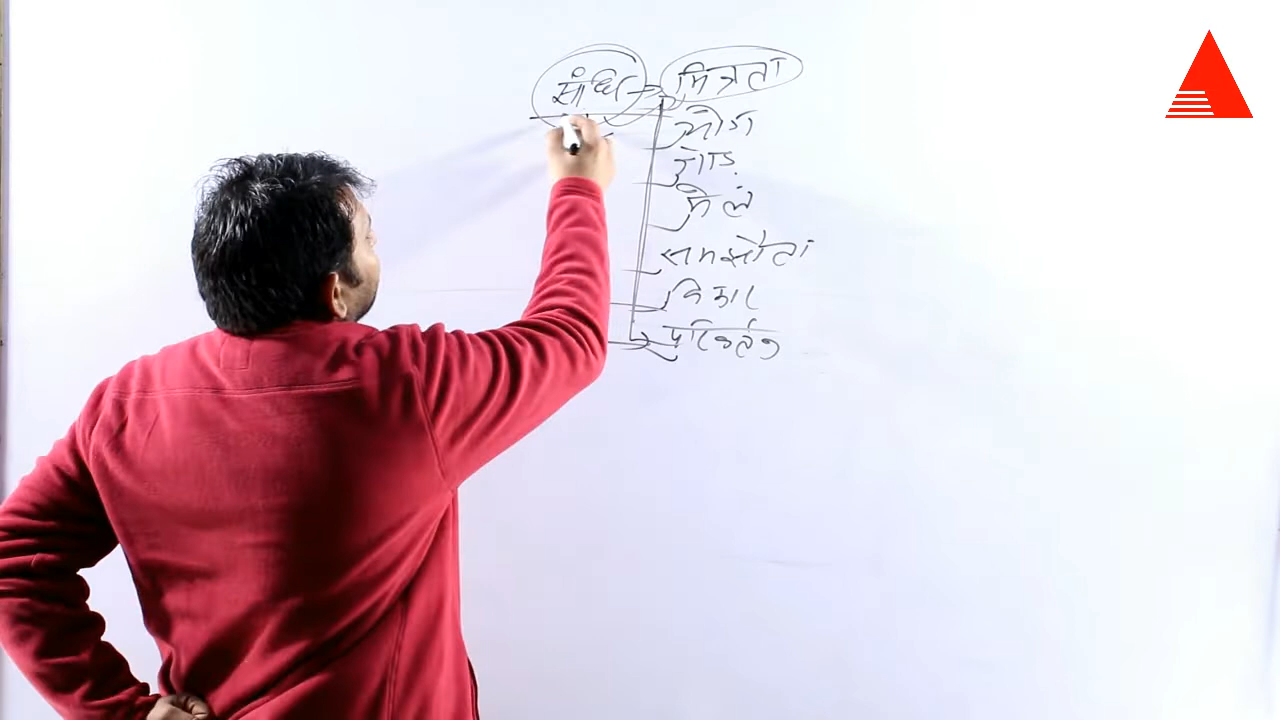 संधि → मित्रता
जोड़
मेल
समझौता
विकार
परिवर्तन